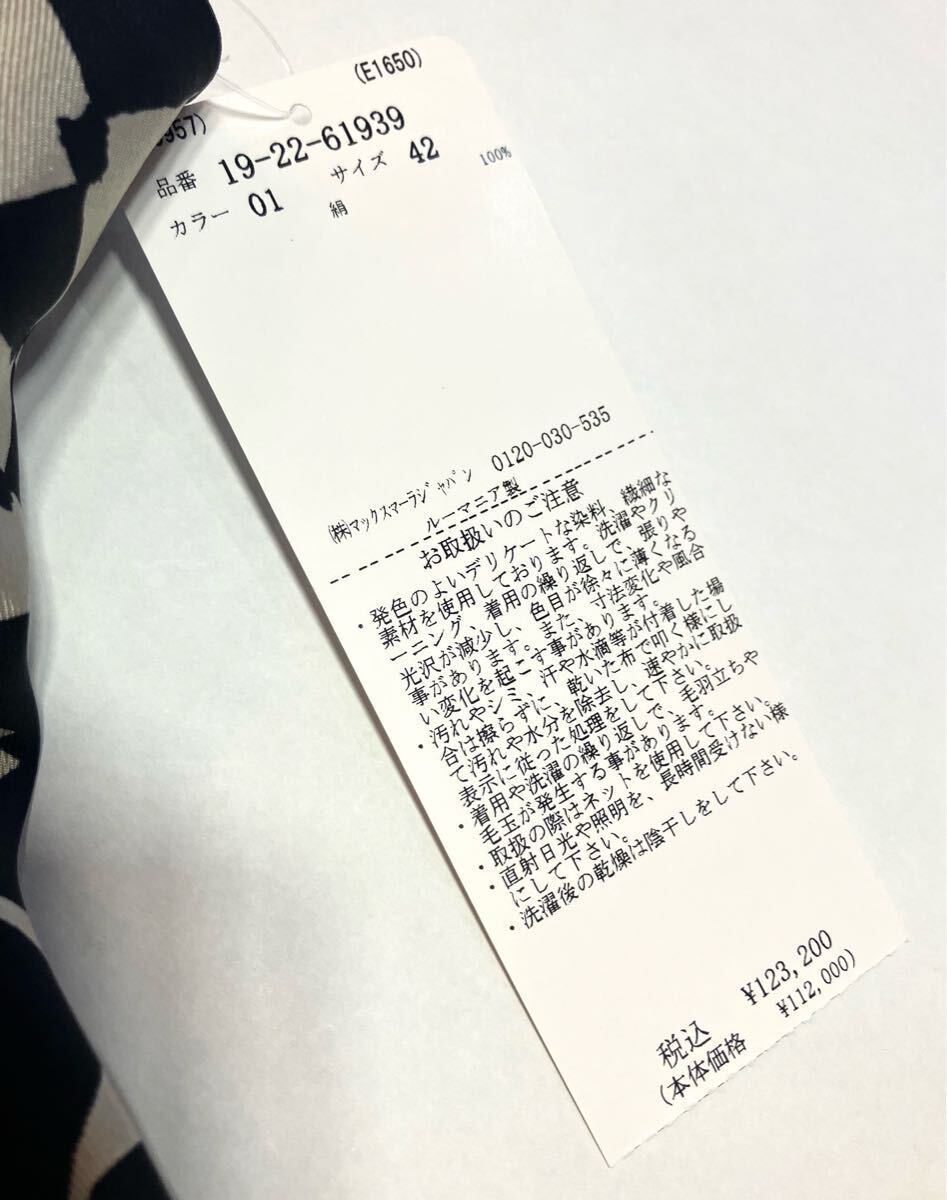 (E1650)
957)
品番 19-22-61939
カラー 01 サイズ 42
絹 100%
㈱マックスマーラジャパン 0120-030-535
ルーマニア製
お取扱いのご注意
・発色のよいデリケートな染料、繊細な
素材を使用しております。洗濯やクリ
ーニング、着用の繰り返しで、張りや
光沢が減少し、色目が徐々に薄くなる
事があります。また、寸法変化や風合
い変化を起こす事があります。
・汚れやシミ、汗や水滴等が付着した場
合は擦らずに、乾いた布で叩く様にし
て汚れや水分を除去し、速やかに取扱
表示に従った処理をして下さい。
・着用や洗濯の繰り返しで、毛羽立ちや
毛玉が発生する事があります。
・取扱の際はネットを使用して下さい。
・直射日光や照明を、長時間受けない様
にして下さい。
・洗濯後の乾燥は陰干しをして下さい。
税込 ¥123,200
(本体価格 ¥112,000)